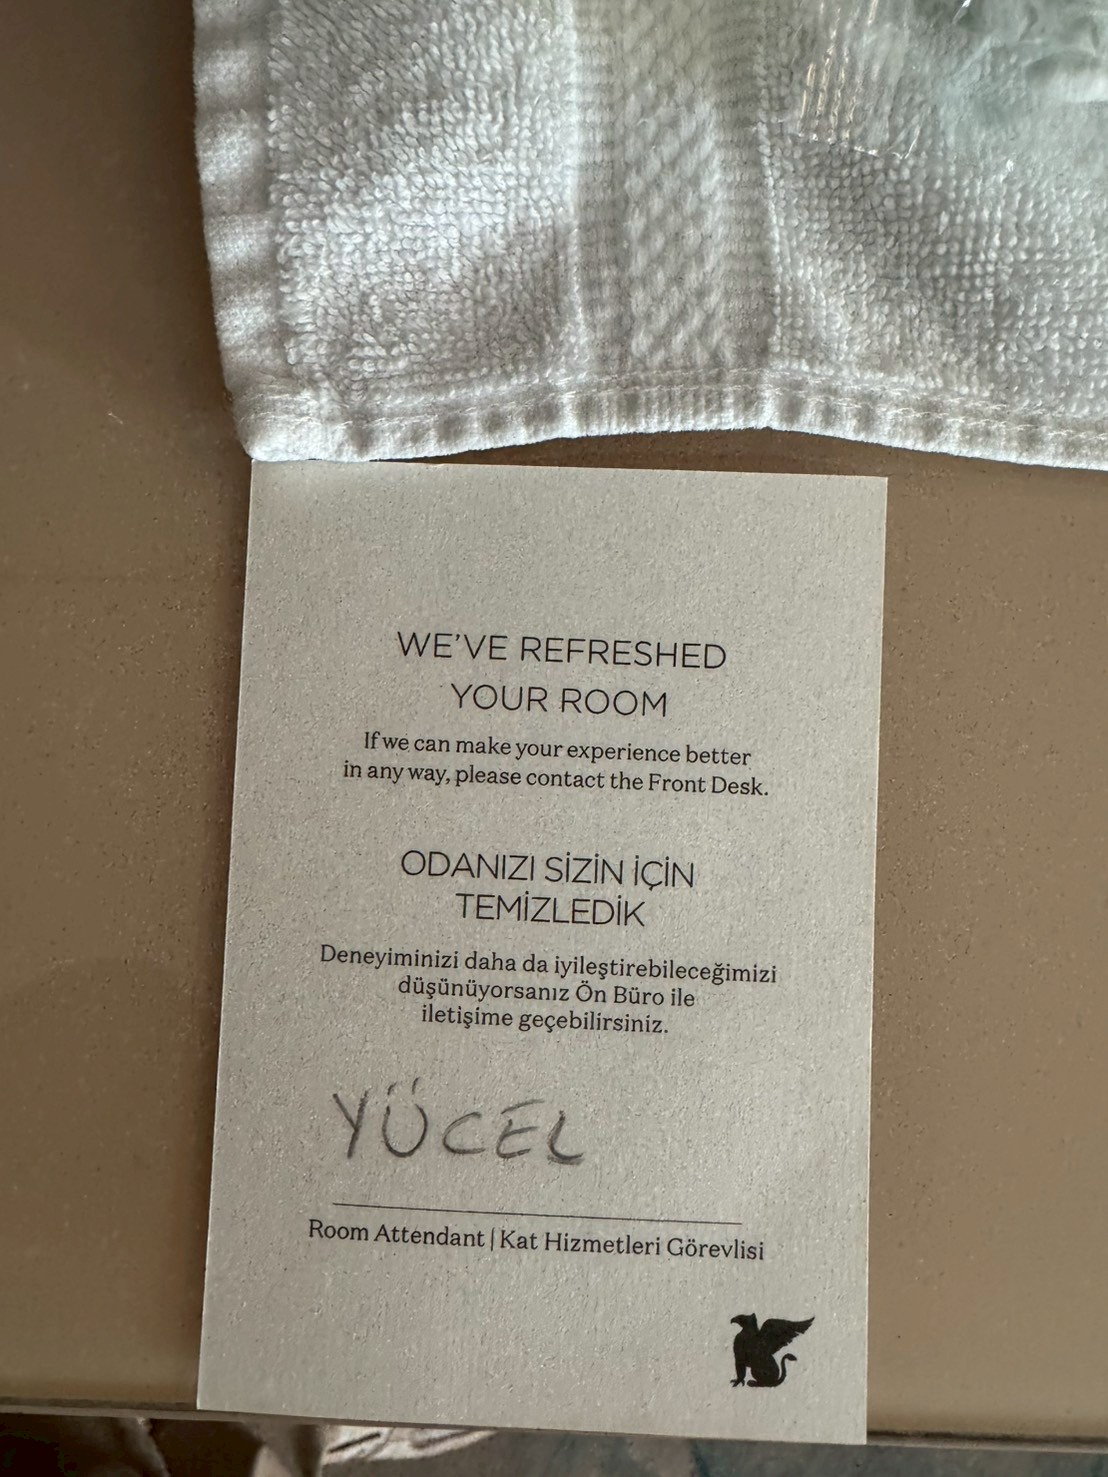 WE'VE REFRESHED
YOUR ROOM
If we can make your experience better
in any way, please contact the Front Desk.
ODANIZI SİZİN İÇİN
TEMİZLEDİK
Deneyiminizi daha da iyileştirebileceğimizi
düşünüyorsanız Ön Büro ile
iletişime geçebilirsiniz.
YÜCEL
Room Attendant | Kat Hizmetleri Görevlisi